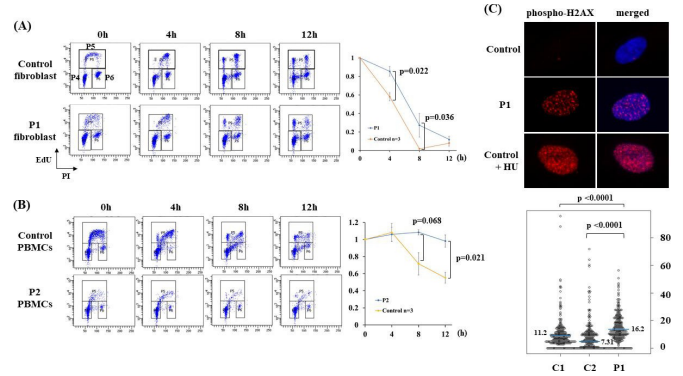 (A)
0h 4h 8h 12h
Control fibroblast
P5
P4
P6
P1 fibroblast
EdU
PI
1
0.8
0.6
0.4
0.2
0
p=0.022
p=0.036
P1
Control n=3
0 4 8 12 (h)
(B)
0h 4h 8h 12h
Control PBMCs
P2 PBMCs
1.2
1
0.8
0.6
0.4
0.2
0
p=0.068
p=0.021
P2
Control n=3
0 4 8 12 (h)
(C)
phospho-H2AX merged
Control
P1
Control + HU
p <0.0001
p <0.0001
80
60
40
20
0
11.2
7.51
16.2
C1 C2 P1